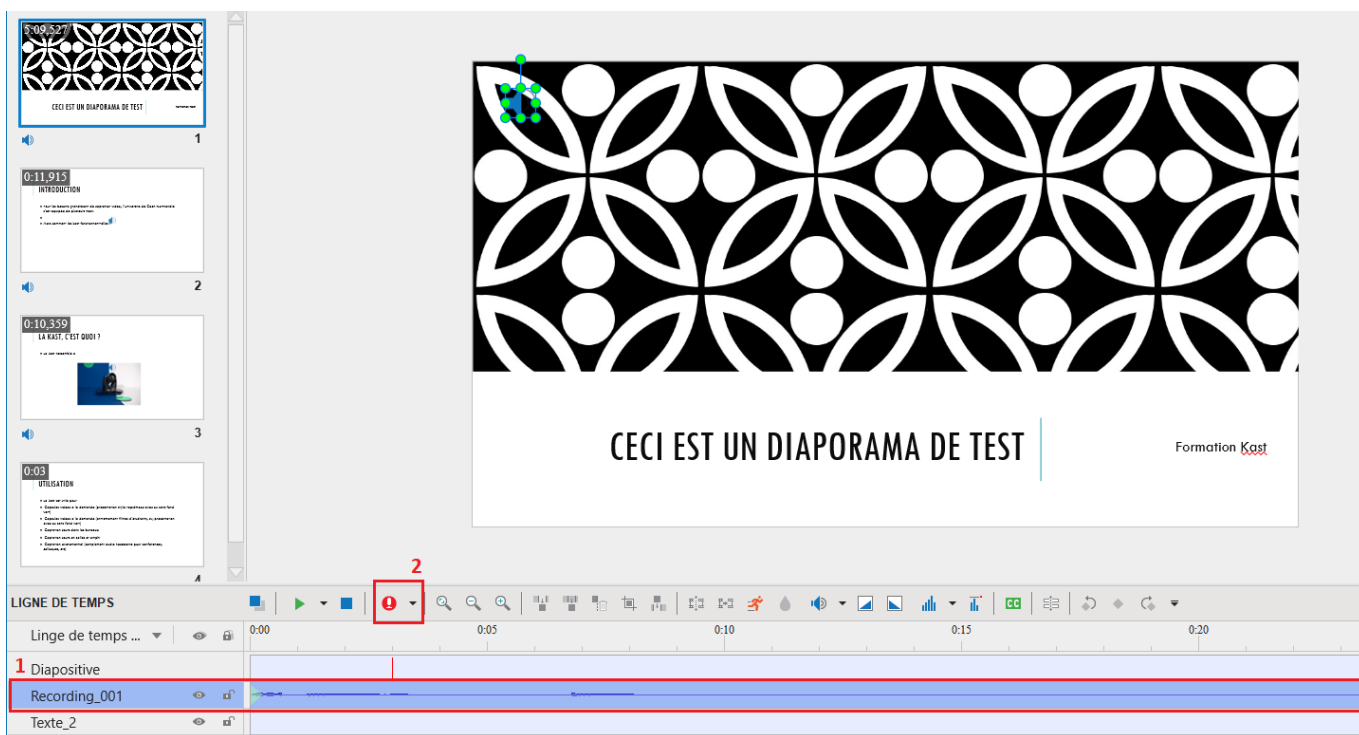 5:09,527
CECI EST UN DIAPORAMA DE TEST
1
0:11,915
INTRODUCTION
2
0:10,359
LA KAST, C'EST QUOI ?
3
0:03
UTILISATION
4
CECI EST UN DIAPORAMA DE TEST
Formation Kast
2
LIGNE DE TEMPS
CC
Linge de temps ...
0:00 0:05 0:10 0:15 0:20
1 Diapositive
Recording_001
Texte_2